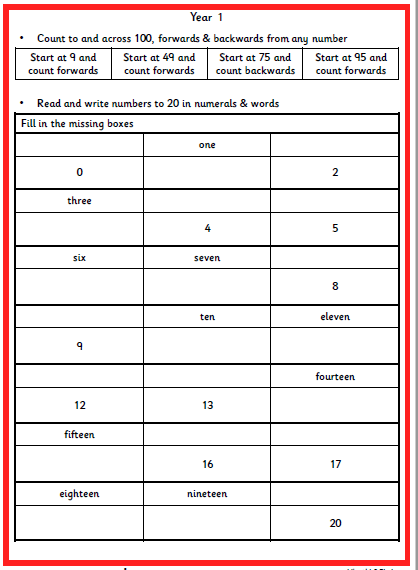 Year 1
• Count to and across 100, forwards & backwards from any number
Start at 9 and count forwards
Start at 49 and count forwards
Start at 75 and count backwards
Start at 95 and count forwards
• Read and write numbers to 20 in numerals & words
Fill in the missing boxes
one
0 2
three
4 5
six seven
8
ten eleven
9
fourteen
12 13
fifteen
16 17
eighteen nineteen
20